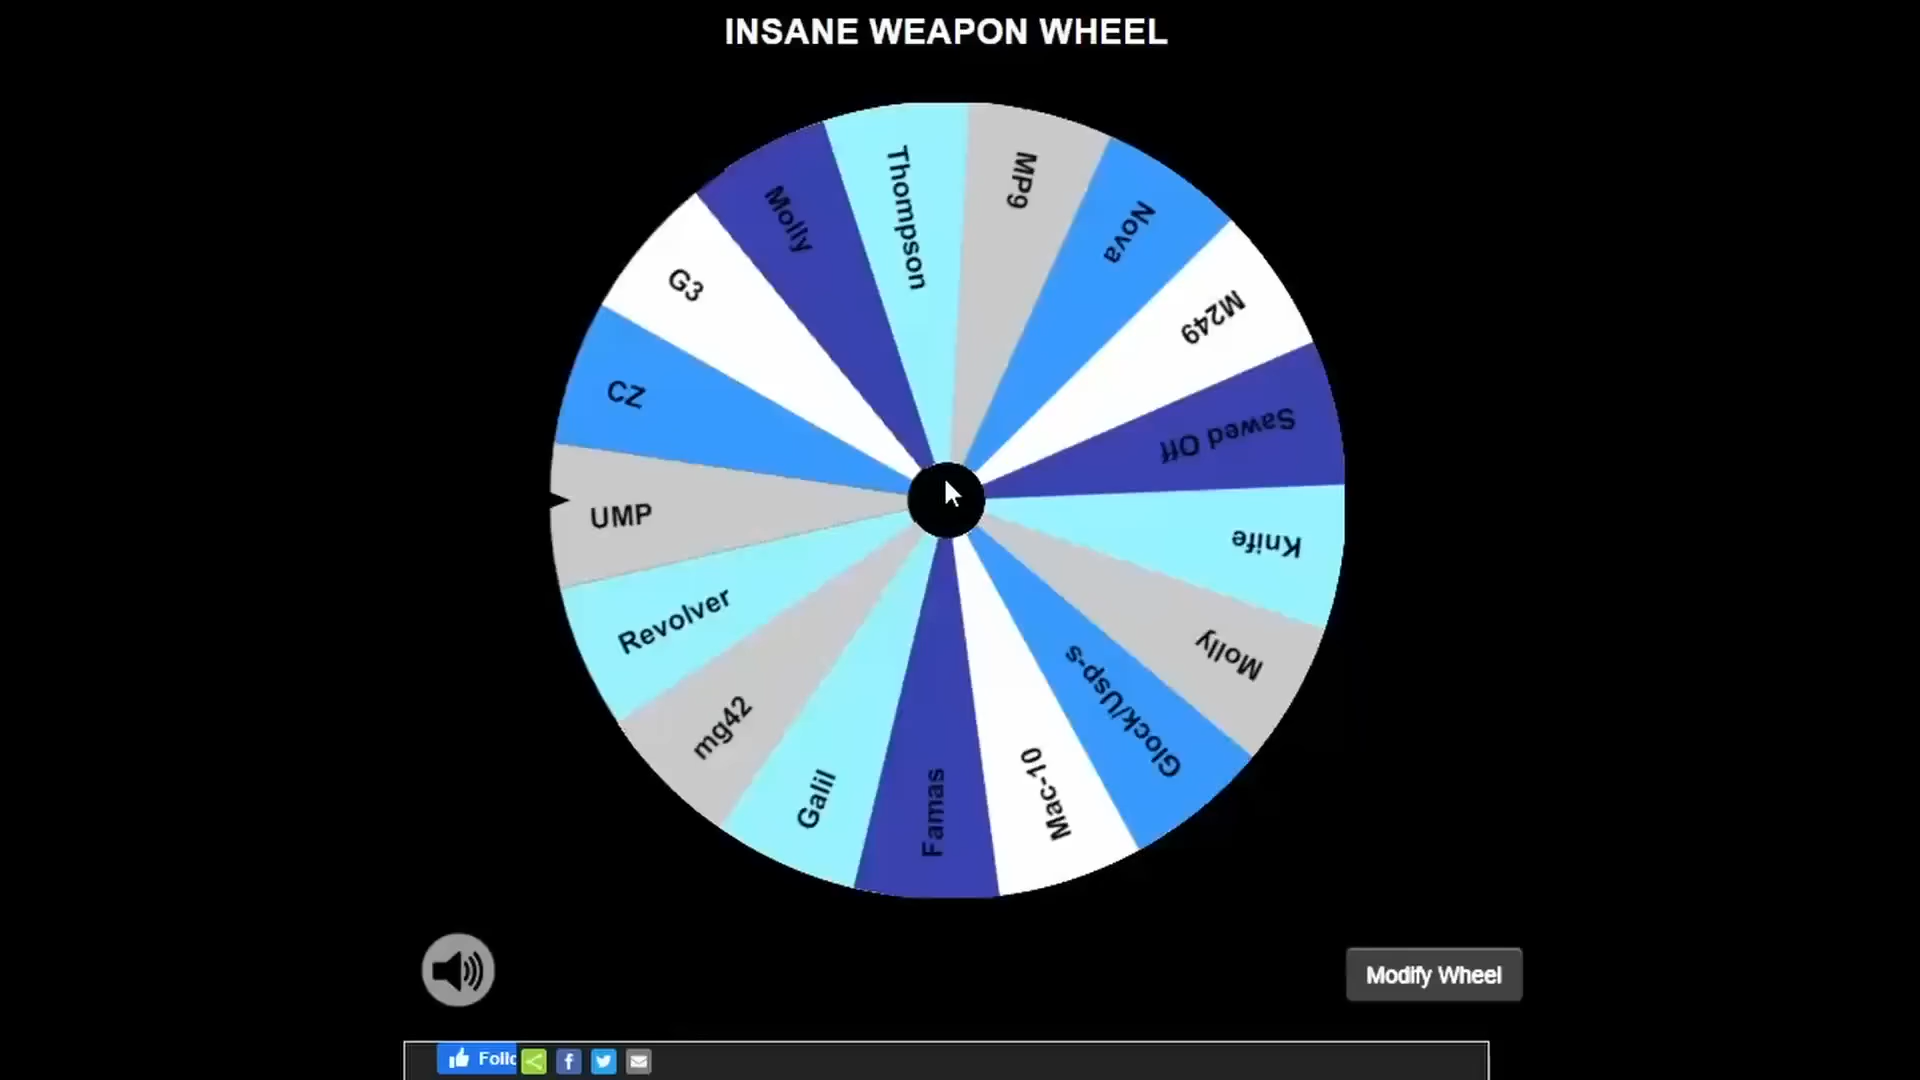 INSANE WEAPON WHEEL
Thompson
MP9
Nova
M249
Sawed Off
Knife
Molly
Glock/Usp-s
Mac-10
Famas
Galil
mg42
Revolver
UMP
CZ
G3
Molly
Modify Wheel
Follo